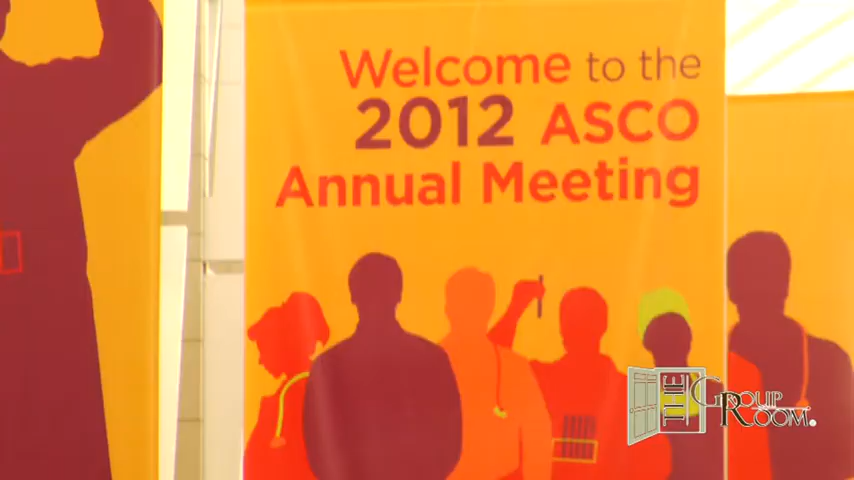 Welcome to the
2012 ASCO
Annual Meeting
THE GROUP
ROOM.